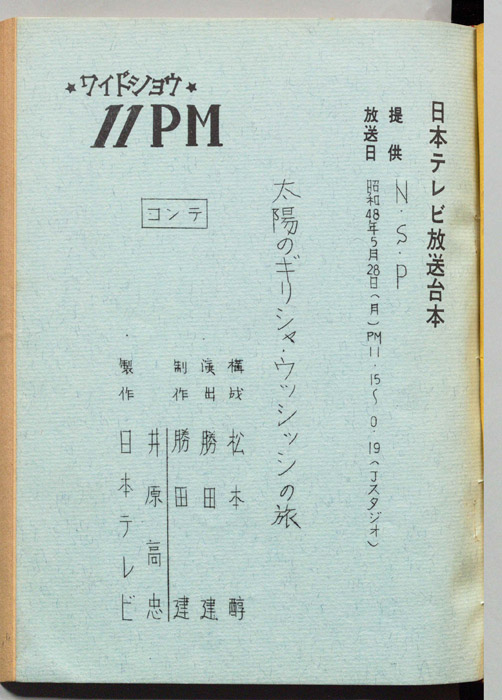 日本テレビ放送台本
提供 N・S・P
放送日 昭和48年5月28日(月)PM11・15〜0・19(Jスタジオ)
★ワイドショウ★
11PM
コンテ
太陽のギリシャ・ウッシッシの旅
構成 松本 醇
演出 勝田 建
制作 勝田 建
井原高忠
製作 日本テレビ